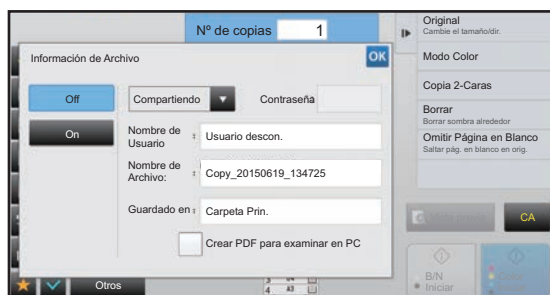 Nº de copias 1
Original
Cambie el tamaño/dir.
Información de Archivo
OK
Modo Color
Off
Compartiendo
Contraseña
Copia 2-Caras
On
Nombre de Usuario : Usuario descon.
Borrar
Borrar sombra alrededor
Omitir Página en Blanco
Saltar pág. en blanco en orig.
Nombre de Archivo: : Copy_20150619_134725
Guardado en : Carpeta Prin.
CA
Crear PDF para examinar en PC
B/N
Iniciar
Otros
4 A3